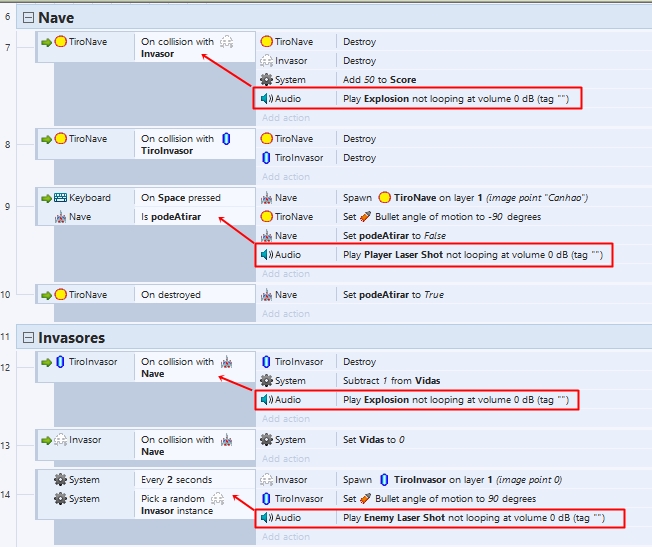 6 Nave
7 TiroNave On collision with Invasor TiroNave Destroy
Invasor Destroy
System Add 50 to Score
Audio Play Explosion not looping at volume 0 dB (tag "")
Add action
8 TiroNave On collision with TiroInvasor TiroNave Destroy
TiroInvasor Destroy
Add action
9 Keyboard On Space pressed Nave Spawn TiroNave on layer 1 (image point "Canhao")
Nave Is podeAtirar TiroNave Set Bullet angle of motion to -90 degrees
Nave Set podeAtirar to False
Audio Play Player Laser Shot not looping at volume 0 dB (tag "")
Add action
10 TiroNave On destroyed Nave Set podeAtirar to True
Add action
11 Invasores
12 TiroInvasor On collision with Nave TiroInvasor Destroy
System Subtract 1 from Vidas
Audio Play Explosion not looping at volume 0 dB (tag "")
Add action
13 Invasor On collision with Nave System Set Vidas to 0
Add action
14 System Every 2 seconds Invasor Spawn TiroInvasor on layer 1 (image point 0)
System Pick a random Invasor instance TiroInvasor Set Bullet angle of motion to 90 degrees
Audio Play Enemy Laser Shot not looping at volume 0 dB (tag "")
Add action